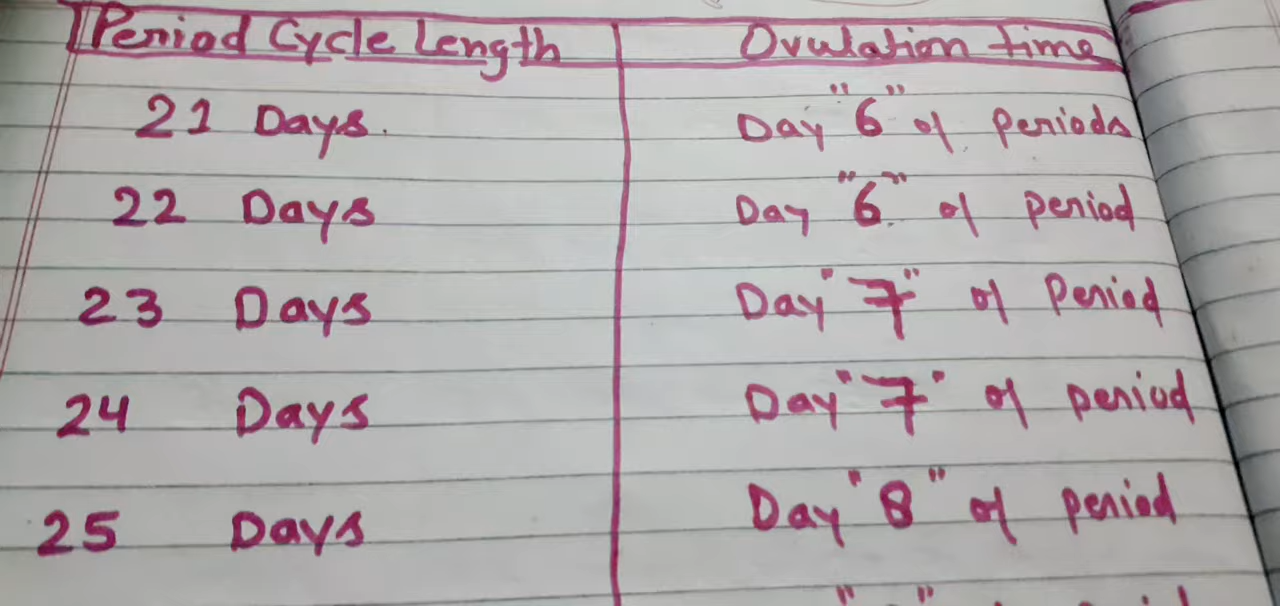 Period Cycle Length Ovulation time
21 Days. Day "6" of periods
22 Days Day "6" of period
23 Days Day "7" of Period
24 Days Day "7" of period
25 Days Day "8" of period